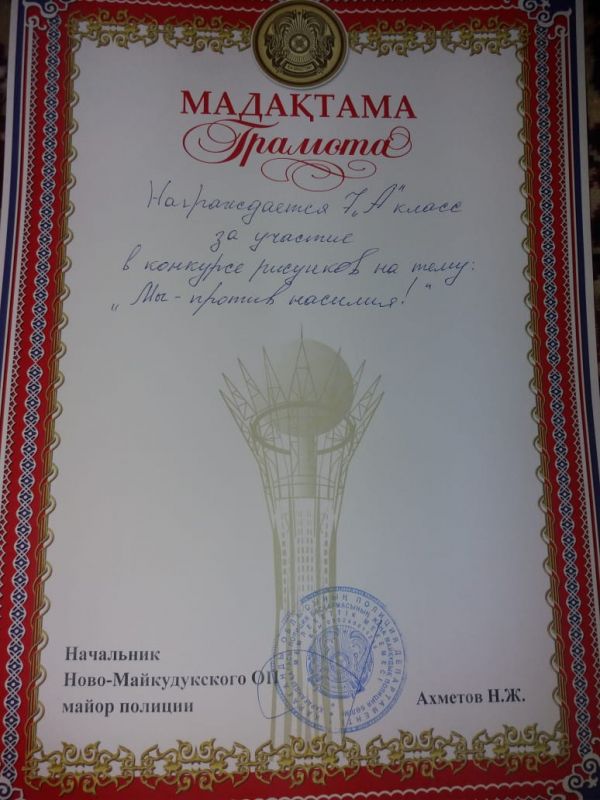 МАДАҚТАМА
Грамота
Награждается 7 „А" класс
за участие
в конкурсе рисунков на тему:
„Мы - против насилия!"
Начальник
Ново-Майкудукского ОП
майор полиции
Ахметов Н.Ж.